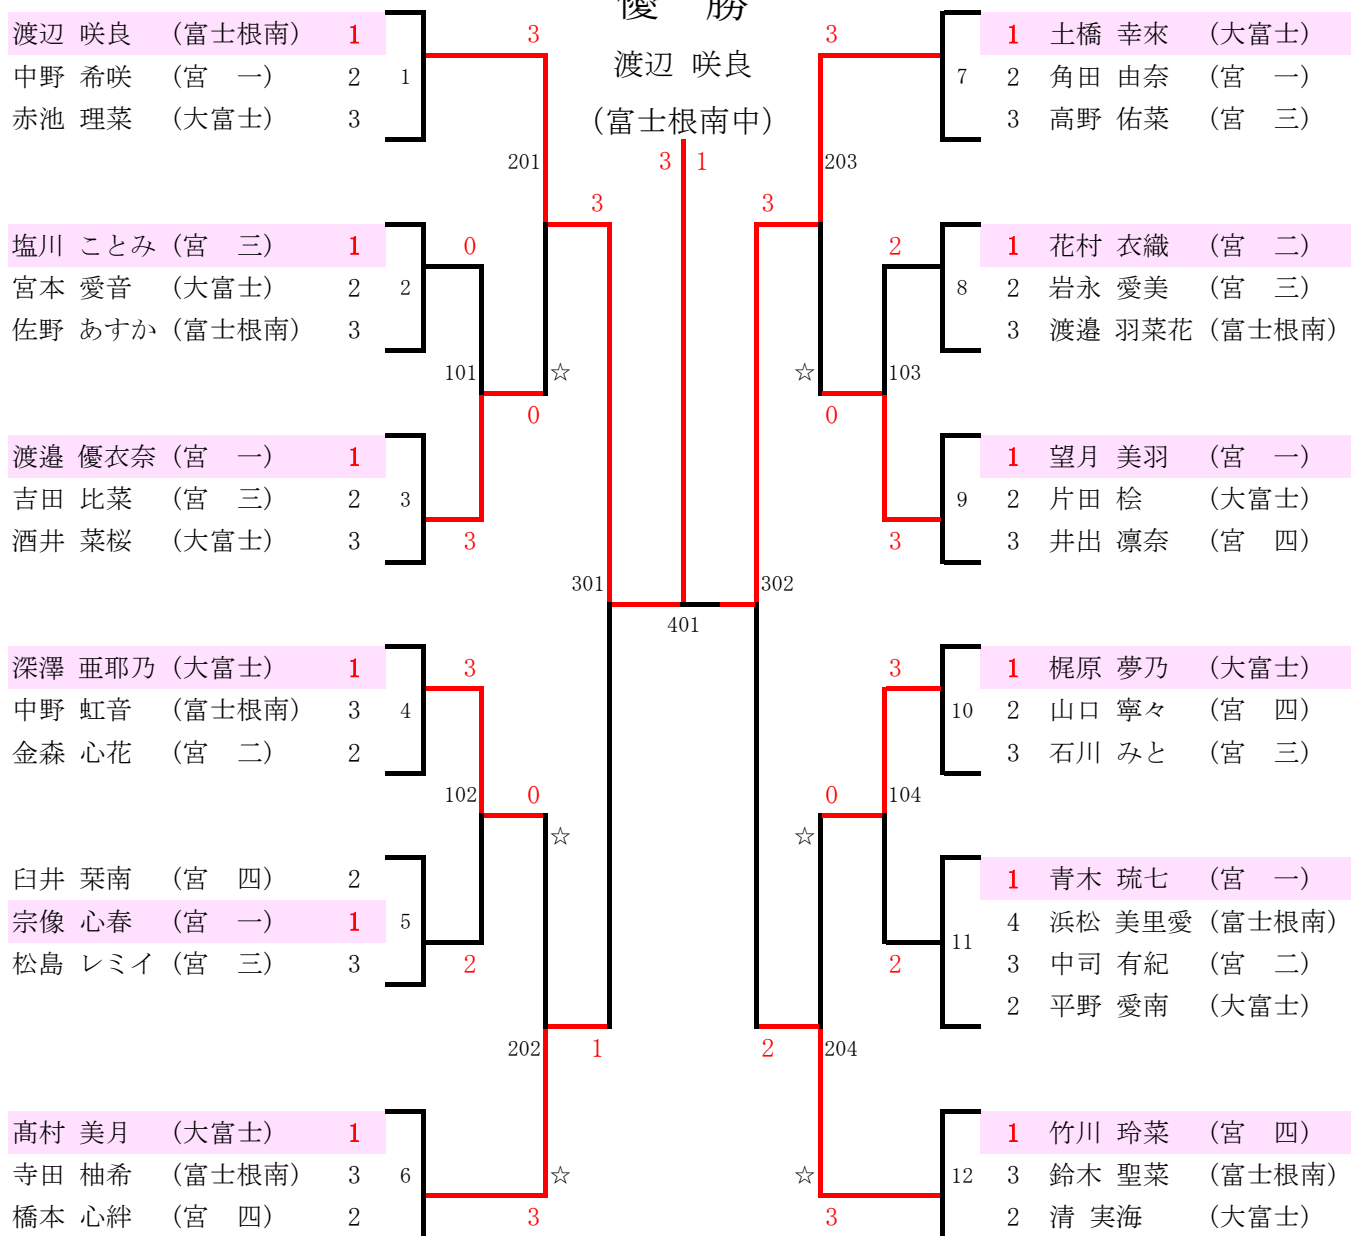 優　勝
渡辺 咲良
（富士根南中）
3 1
渡辺 咲良 （富士根南） 1
中野 希咲 （宮　一） 2
赤池 理菜 （大富士） 3
1
3
201
3
塩川 ことみ （宮　三） 1
宮本 愛音 （大富士） 2
佐野 あすか （富士根南） 3
2
0
101
☆
0
渡邉 優衣奈 （宮　一） 1
吉田 比菜 （宮　三） 2
酒井 菜桜 （大富士） 3
3
3
301
深澤 亜耶乃 （大富士） 1
中野 虹音 （富士根南） 3
金森 心花 （宮　二） 2
4
3
102
0
☆
臼井 栞南 （宮　四） 2
宗像 心春 （宮　一） 1
松島 レミイ （宮　三） 3
5
2
202
1
髙村 美月 （大富士） 1
寺田 柚希 （富士根南） 3
橋本 心絆 （宮　四） 2
6
☆
3
401
3
7
1 土橋 幸來 （大富士）
2 角田 由奈 （宮　一）
3 高野 佑菜 （宮　三）
203
3
2
8
1 花村 衣織 （宮　二）
2 岩永 愛美 （宮　三）
3 渡邉 羽菜花 （富士根南）
☆
103
0
9
1 望月 美羽 （宮　一）
2 片田 桧 （大富士）
3 井出 凛奈 （宮　四）
3
302
3
10
1 梶原 夢乃 （大富士）
2 山口 寧々 （宮　四）
3 石川 みと （宮　三）
0
104
☆
11
1 青木 琉七 （宮　一）
4 浜松 美里愛 （富士根南）
3 中司 有紀 （宮　二）
2 平野 愛南 （大富士）
2
2
204
12
1 竹川 玲菜 （宮　四）
3 鈴木 聖菜 （富士根南）
2 清 実海 （大富士）
☆
3